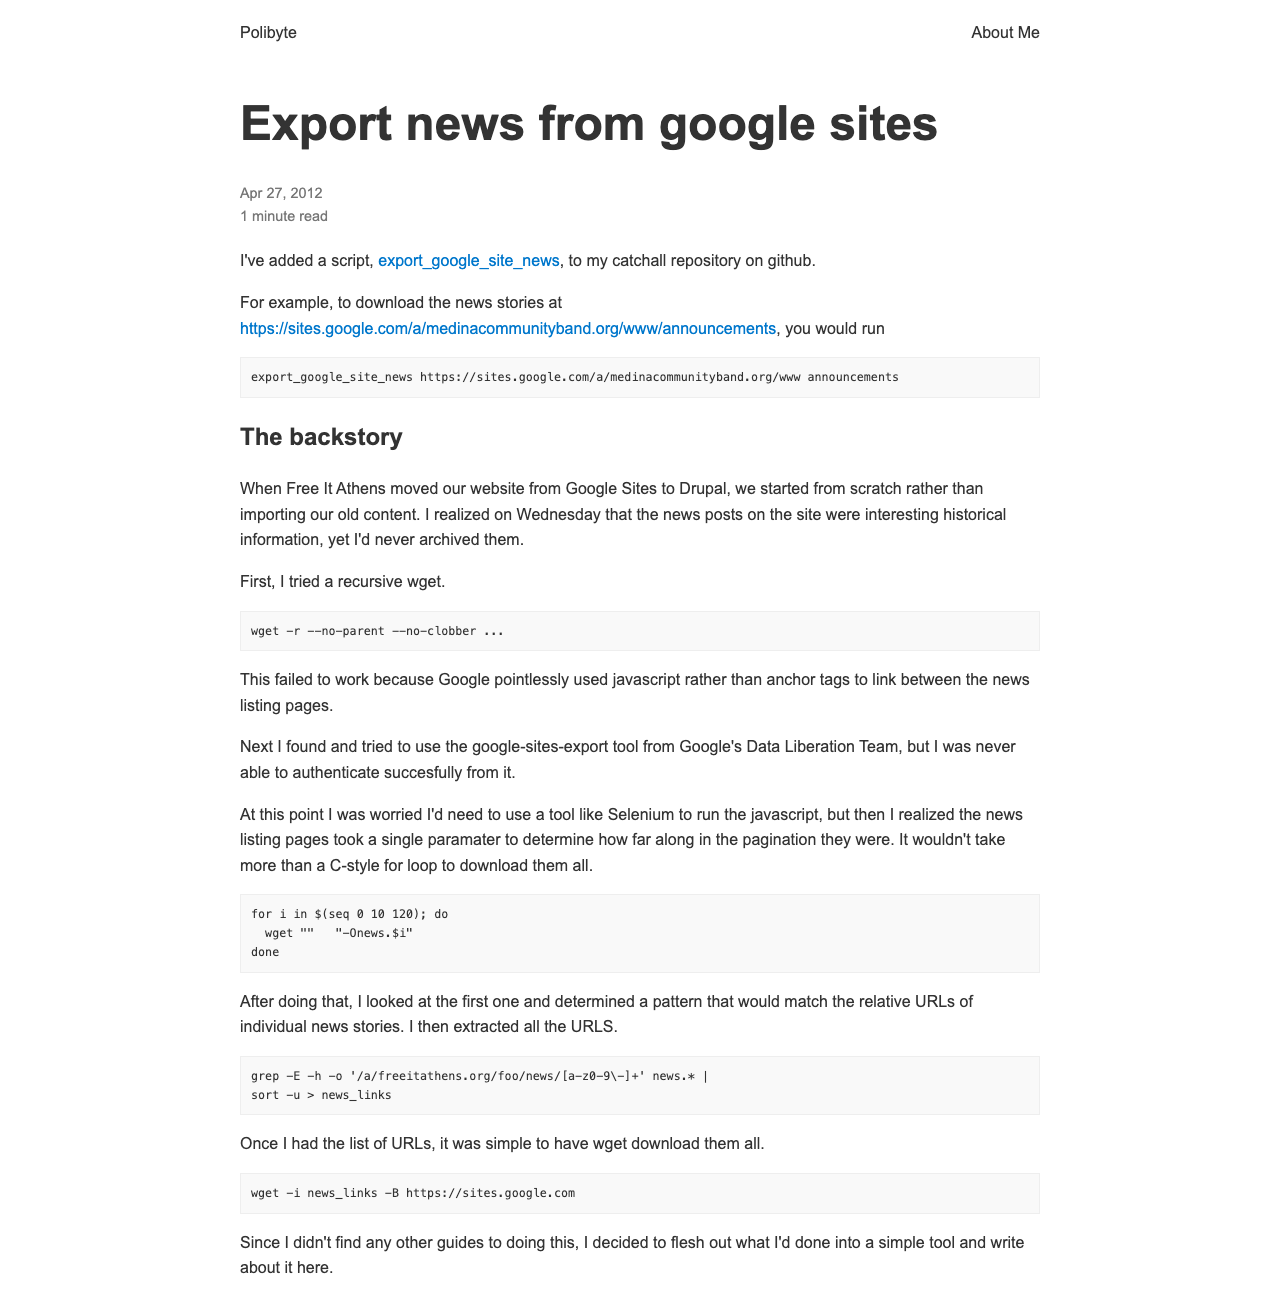 Polibyte
About Me
Export news from google sites
Apr 27, 2012
1 minute read
I've added a script, export_google_site_news, to my catchall repository on github.
For example, to download the news stories at
https://sites.google.com/a/medinacommunityband.org/www/announcements, you would run
export_google_site_news https://sites.google.com/a/medinacommunityband.org/www announcements
The backstory
When Free It Athens moved our website from Google Sites to Drupal, we started from scratch rather than
importing our old content. I realized on Wednesday that the news posts on the site were interesting historical
information, yet I'd never archived them.
First, I tried a recursive wget.
wget -r --no-parent --no-clobber ...
This failed to work because Google pointlessly used javascript rather than anchor tags to link between the news
listing pages.
Next I found and tried to use the google-sites-export tool from Google's Data Liberation Team, but I was never
able to authenticate succesfully from it.
At this point I was worried I'd need to use a tool like Selenium to run the javascript, but then I realized the news
listing pages took a single paramater to determine how far along in the pagination they were. It wouldn't take
more than a C-style for loop to download them all.
for i in $(seq 0 10 120); do
  wget ""   "-Onews.$i"
done
After doing that, I looked at the first one and determined a pattern that would match the relative URLs of
individual news stories. I then extracted all the URLS.
grep -E -h -o '/a/freeitathens.org/foo/news/[a-z0-9\-]+' news.* |
sort -u > news_links
Once I had the list of URLs, it was simple to have wget download them all.
wget -i news_links -B https://sites.google.com
Since I didn't find any other guides to doing this, I decided to flesh out what I'd done into a simple tool and write
about it here.